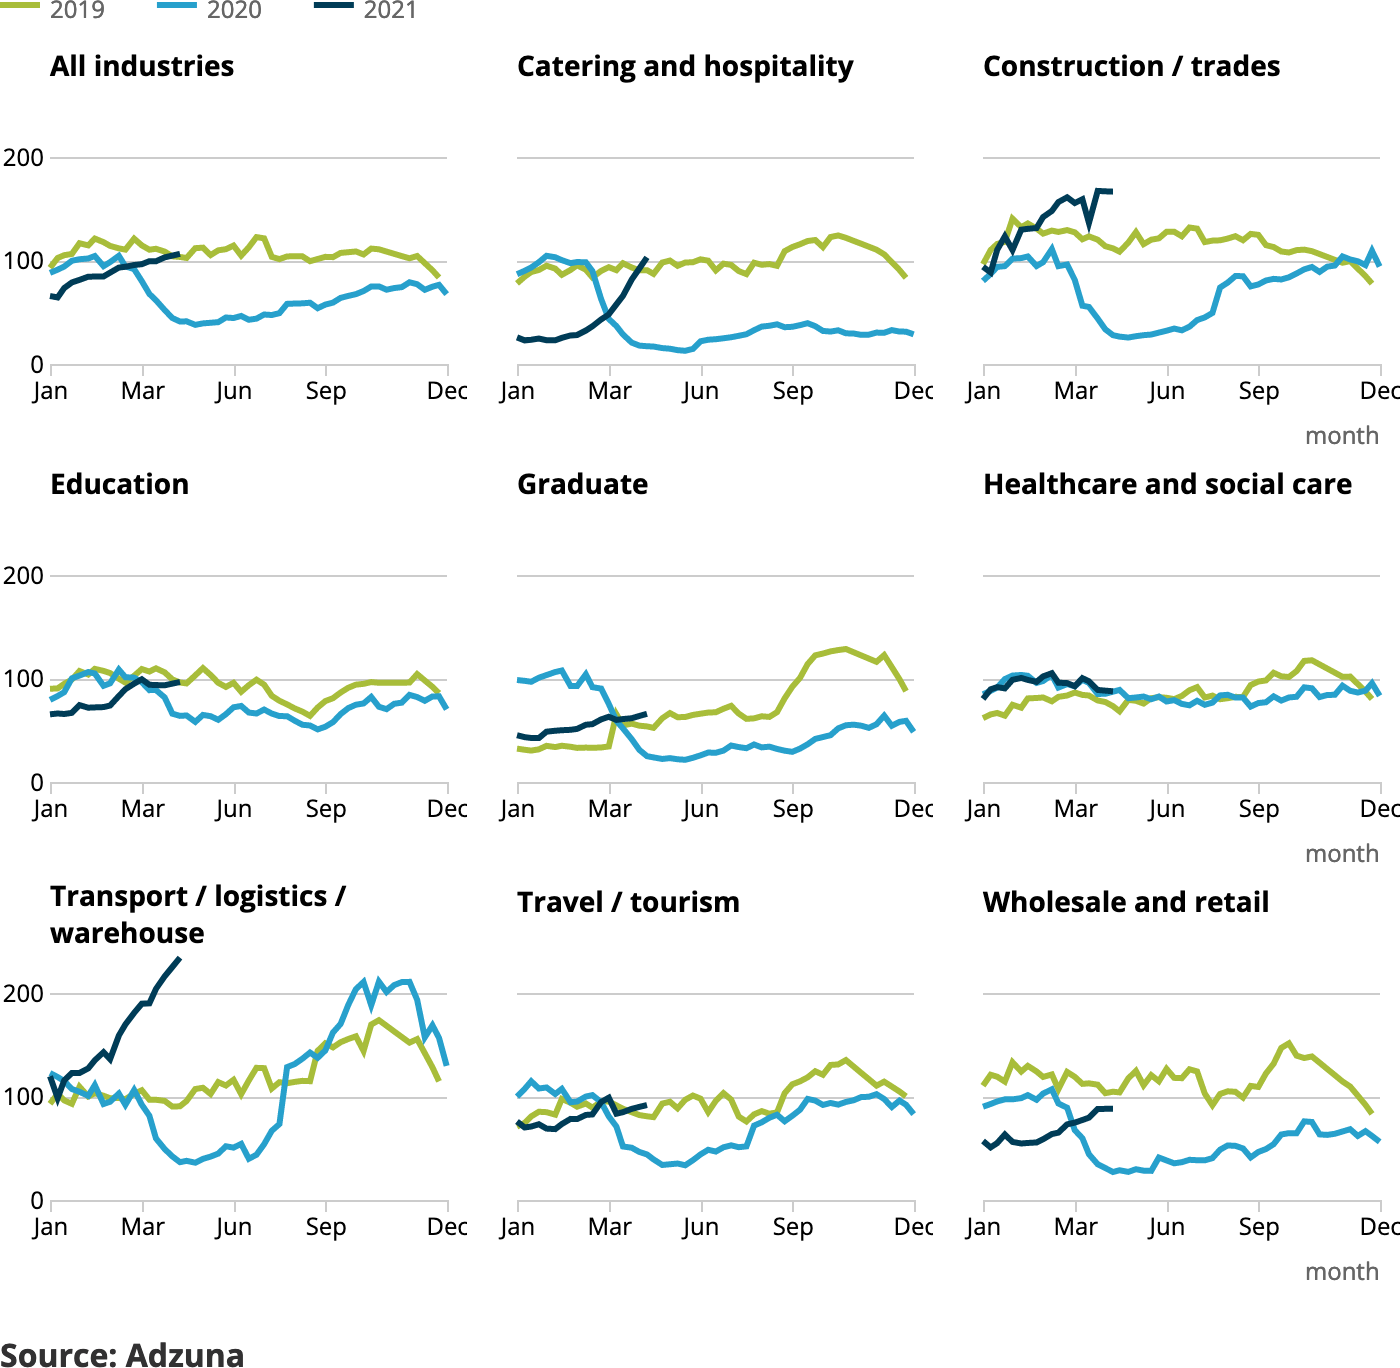 2019 2020 2021
All industries Catering and hospitality Construction / trades
200
100
0
Jan Mar Jun Sep Dec Jan Mar Jun Sep Dec Jan Mar Jun Sep Dec
month
Education Graduate Healthcare and social care
200
100
0
Jan Mar Jun Sep Dec Jan Mar Jun Sep Dec Jan Mar Jun Sep Dec
month
Transport / logistics /
warehouse
Travel / tourism Wholesale and retail
200
100
0
Jan Mar Jun Sep Dec Jan Mar Jun Sep Dec Jan Mar Jun Sep Dec
month
Source: Adzuna